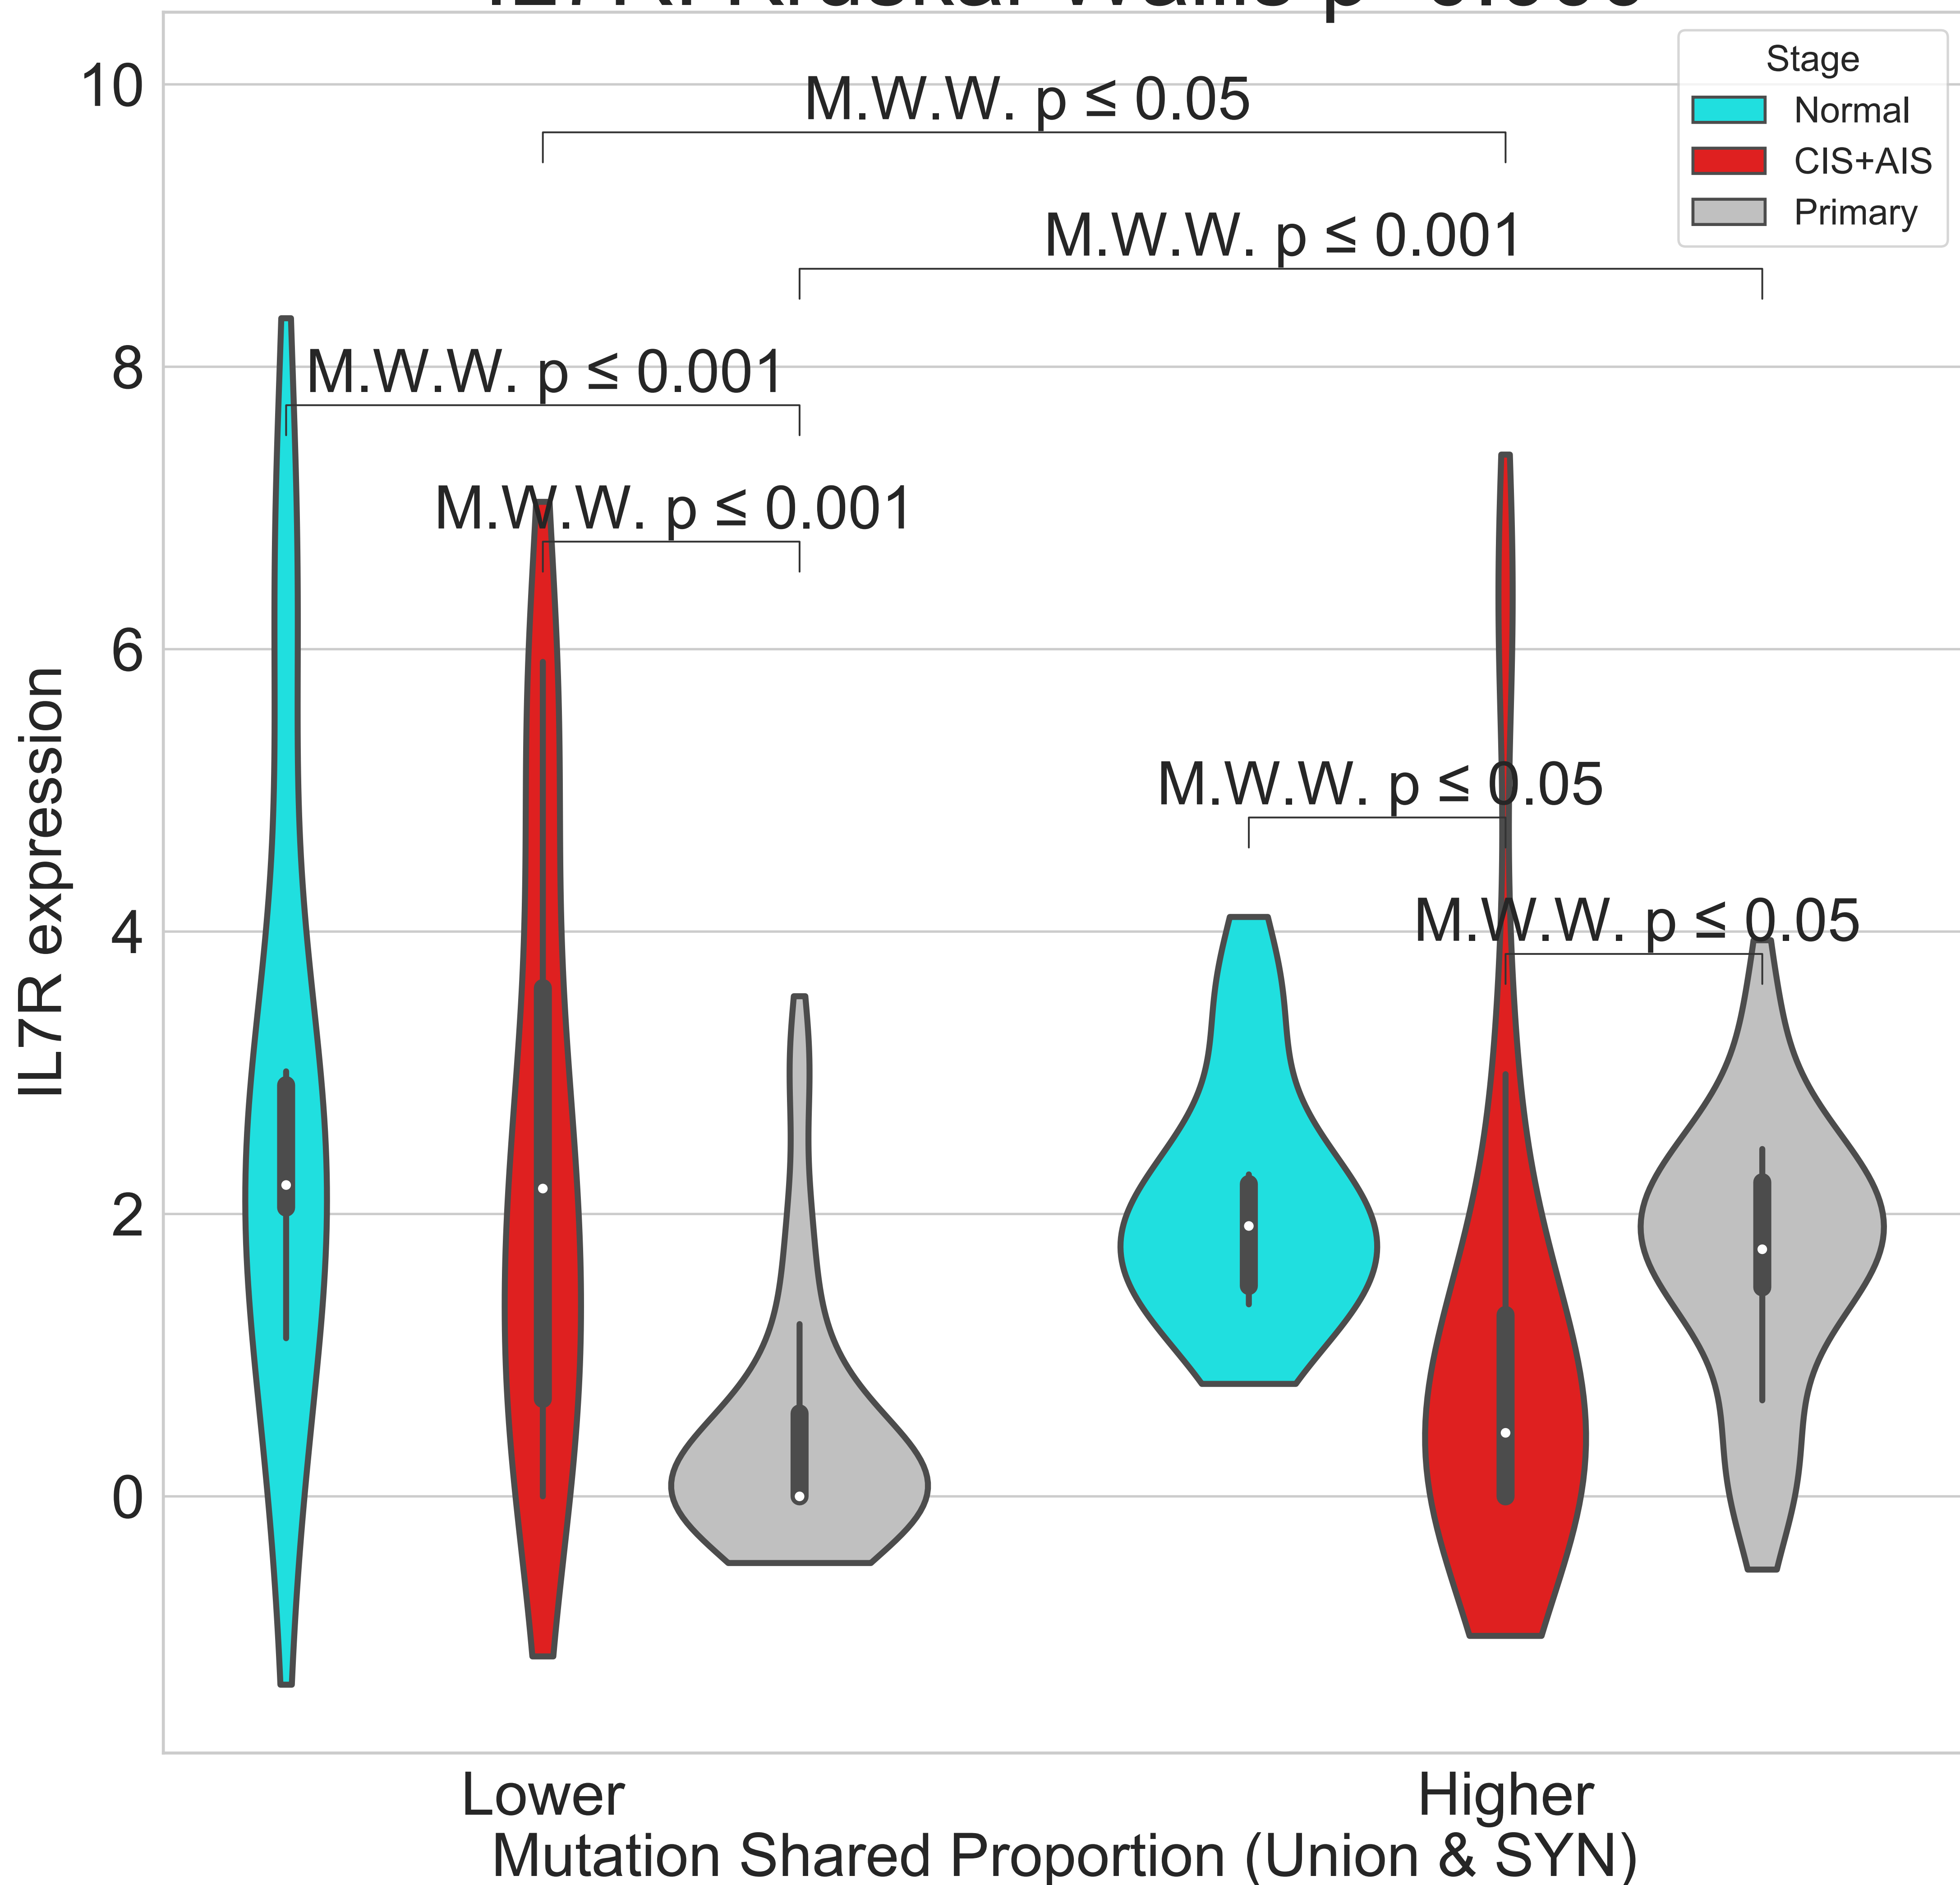 10
8
6
4
2
0
IL7R expression
M.W.W. p ≤ 0.05
M.W.W. p ≤ 0.001
M.W.W. p ≤ 0.001
M.W.W. p ≤ 0.001
M.W.W. p ≤ 0.05
M.W.W. p ≤ 0.05
Stage
Normal
CIS+AIS
Primary
Lower
Higher
Mutation Shared Proportion (Union & SYN)